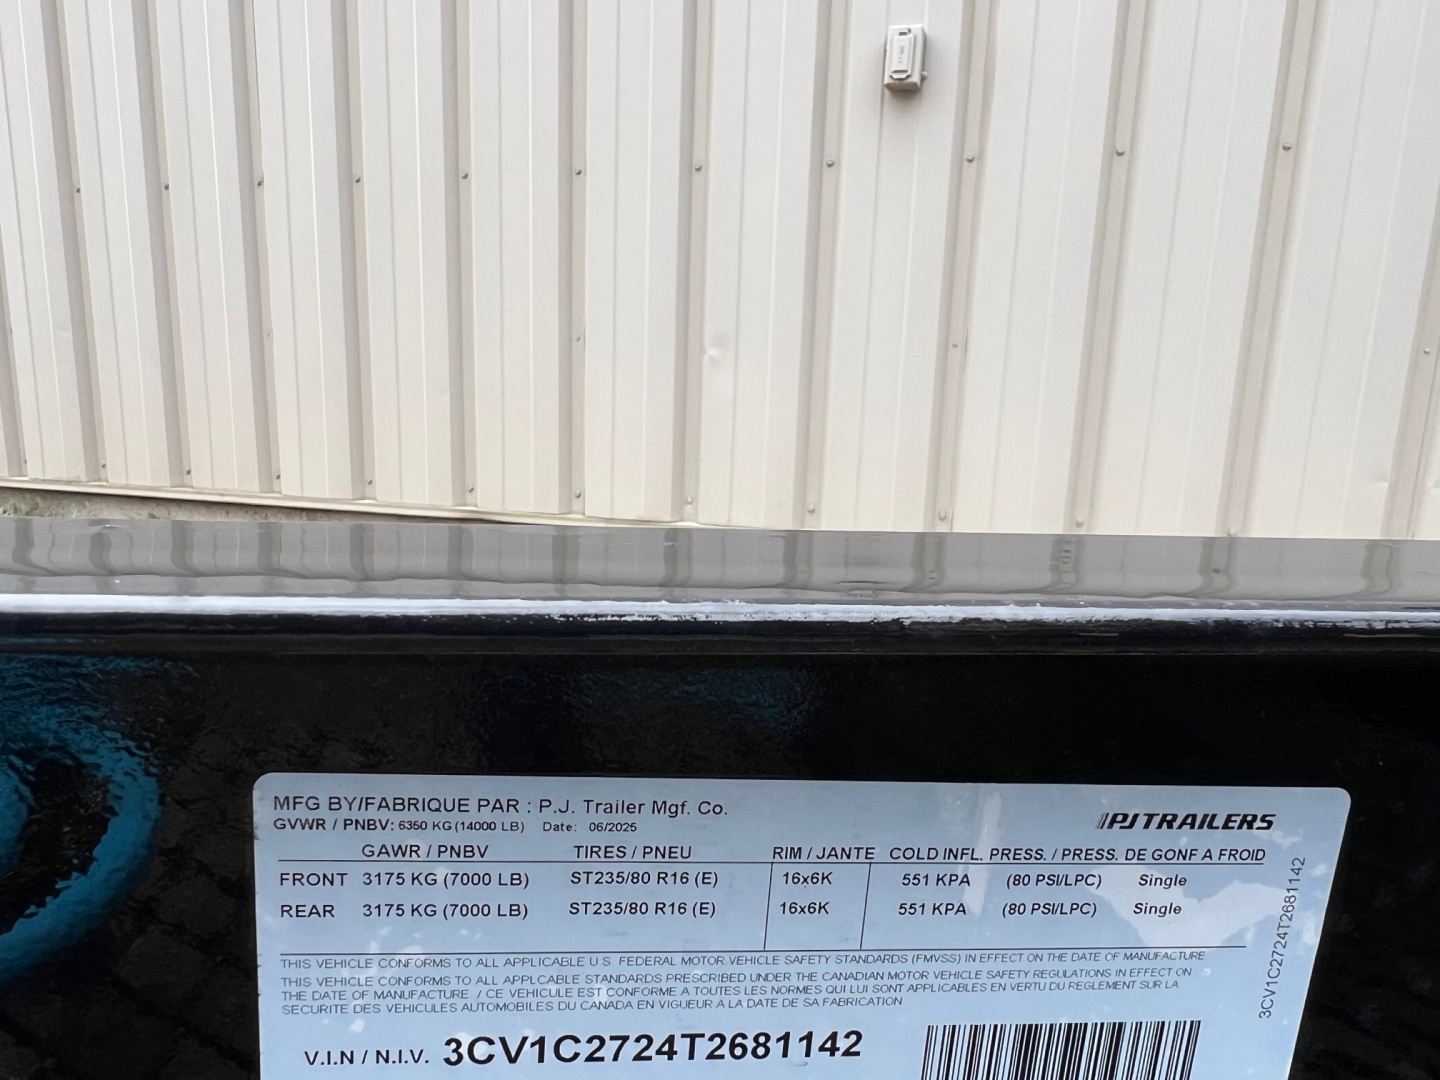 MFG BY/FABRIQUE PAR : P.J. Trailer Mgf. Co.
GVWR / PNBV: 6350 KG (14000 LB) Date: 06/2025
PJ TRAILERS
GAWR / PNBV TIRES / PNEU RIM / JANTE COLD INFL. PRESS. / PRESS. DE GONF A FROID
FRONT 3175 KG (7000 LB) ST235/80 R16 (E) 16x6K 551 KPA (80 PSI/LPC) Single
REAR 3175 KG (7000 LB) ST235/80 R16 (E) 16x6K 551 KPA (80 PSI/LPC) Single
THIS VEHICLE CONFORMS TO ALL APPLICABLE U S FEDERAL MOTOR VEHICLE SAFETY STANDARDS (FMVSS) IN EFFECT ON THE DATE OF MANUFACTURE
THIS VEHICLE CONFORMS TO ALL APPLCABLE STANDARDS PRESCRIBED UNDER THE CANADIAN MOTOR VEHICLE SAFETY REGULATIONS IN EFFECT ON
THE DATE OF MANUFACTURE / CE VEHICULE EST CONFORME A TOUTES LES NORMES QUI LUI SONT APPLICABLES EN VERTU DU REGLEMENT SUR LA
SECURITE DES VEHICULES AUTOMOBILES DU CANADA EN VIGUEUR A LA DATE DE SA FABRICATION
V.I.N / N.I.V. 3CV1C2724T2681142
3CV1C2724T2681142